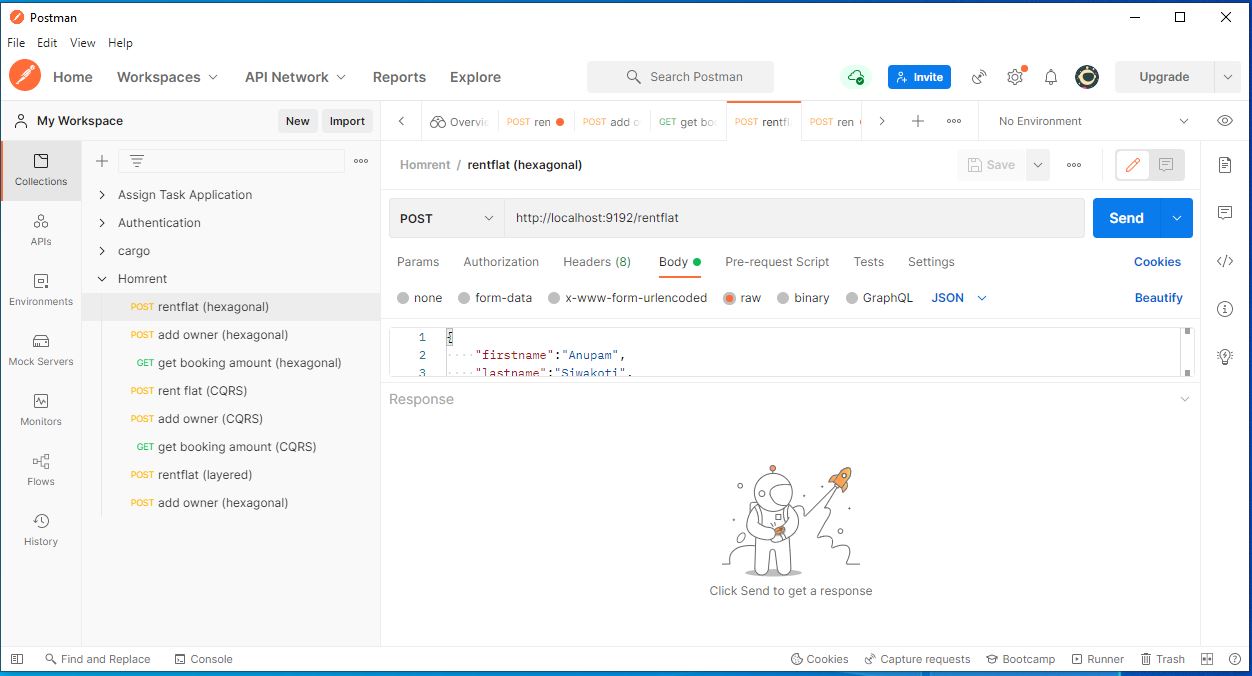 Postman
File Edit View Help
Home Workspaces API Network Reports Explore Search Postman Invite Upgrade
My Workspace New Import
Overvi POST ren POST add o GET get bo POST rentfl POST ren No Environment
Collections
APIs
Environments
Mock Servers
Monitors
Flows
History
Assign Task Application
Authentication
cargo
Homrent
POST rentflat (hexagonal)
POST add owner (hexagonal)
GET get booking amount (hexagonal)
POST rent flat (CQRS)
POST add owner (CQRS)
GET get booking amount (CQRS)
POST rentflat (layered)
POST add owner (hexagonal)
Homrent / rentflat (hexagonal) Save
POST http://localhost:9192/rentflat Send
Params Authorization Headers (8) Body Pre-request Script Tests Settings Cookies
none form-data x-www-form-urlencoded raw binary GraphQL JSON Beautify
1 {
2 ····"firstname":"Anupam",
3 ····"lastname":"Siwakoti",
Response
Click Send to get a response
Find and Replace Console Cookies Capture requests Bootcamp Runner Trash